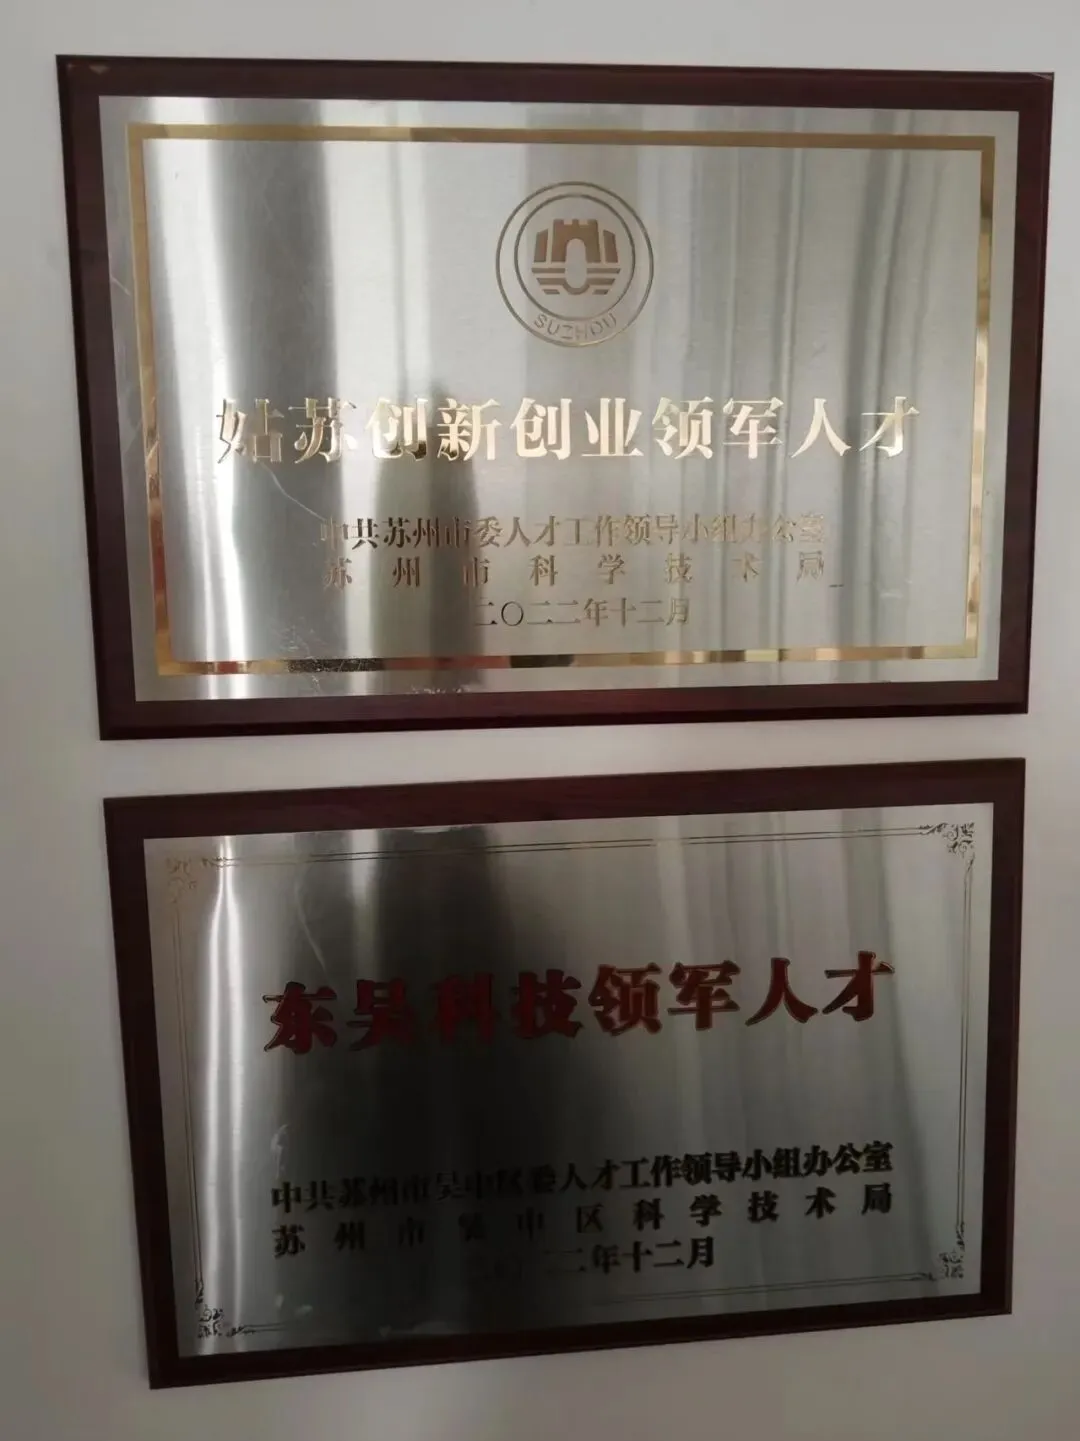 SUZHOU
姑苏创新创业领军人才
中共苏州市委人才工作领导小组办公室
苏州市科学技术局
二〇二二年十二月
东吴科技领军人才
中共苏州市吴中区委人才工作领导小组办公室
苏州市吴中区科学技术局
二〇二二年十二月